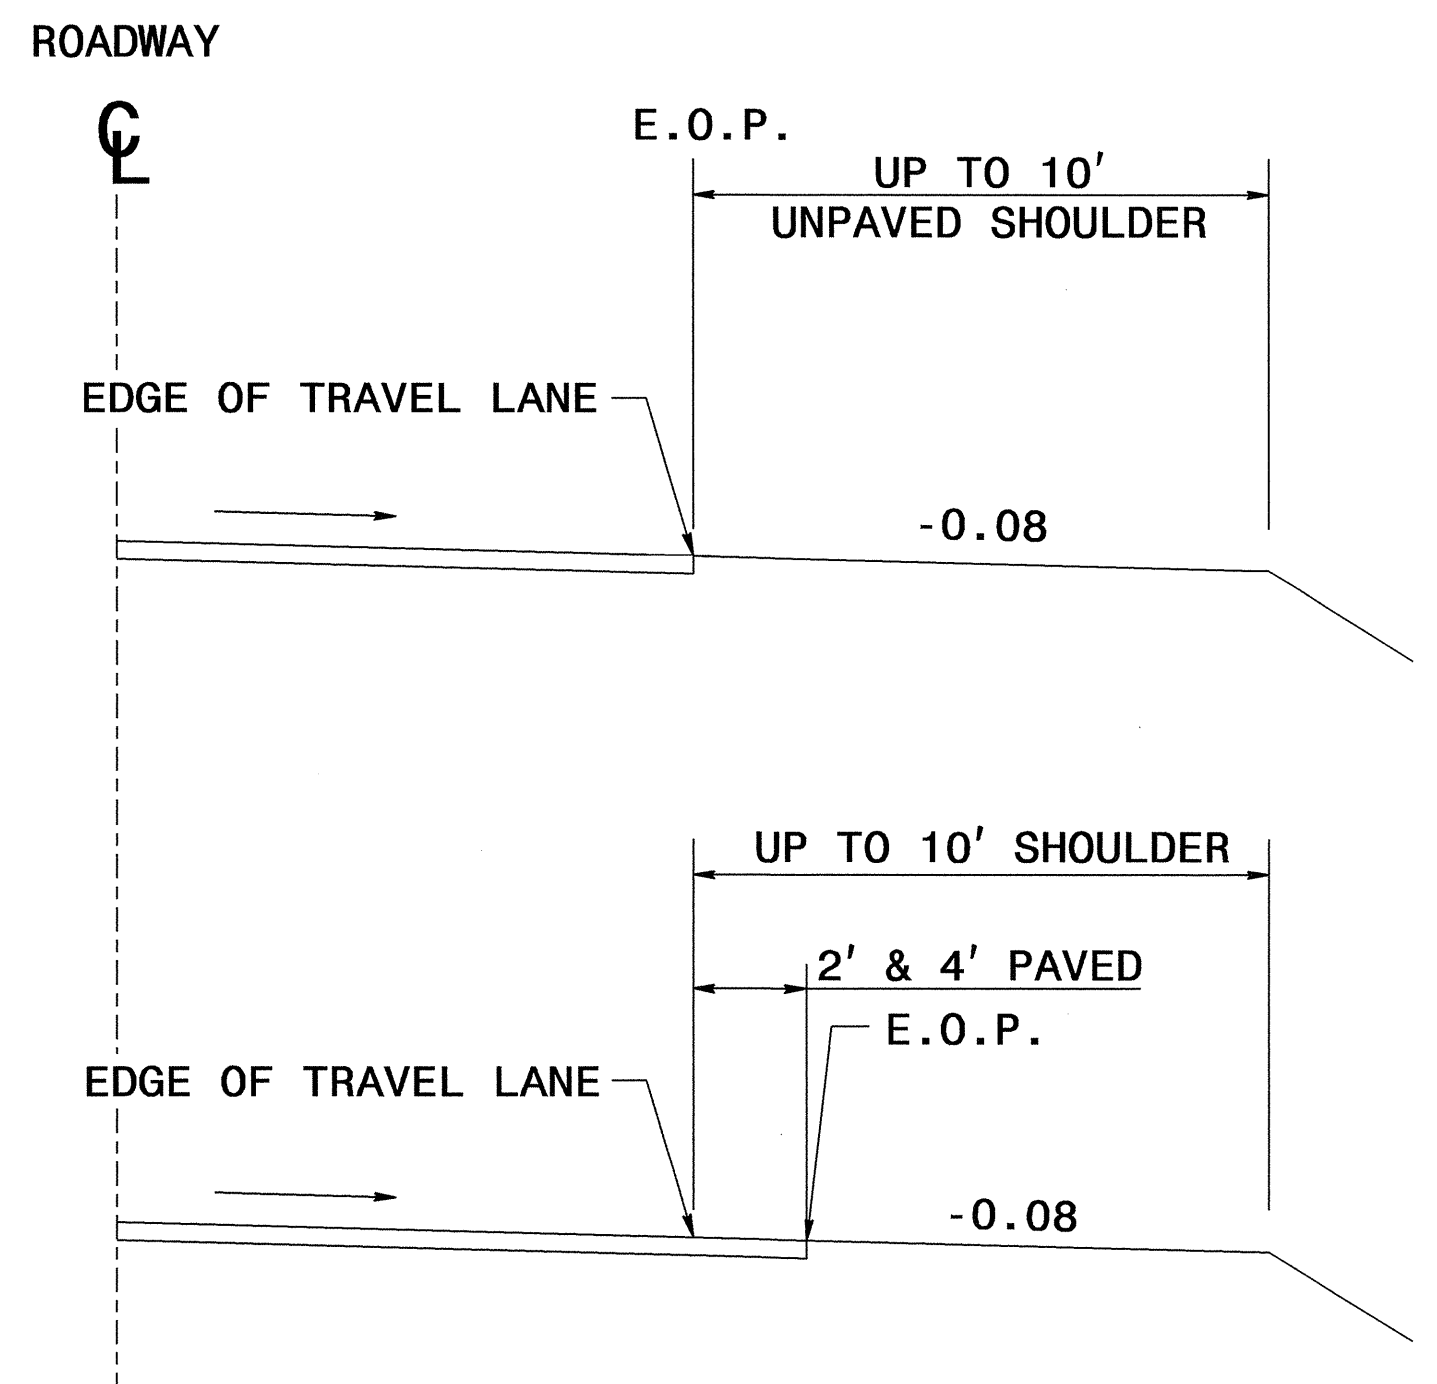 ROADWAY
CL
E.O.P.
UP TO 10'
UNPAVED SHOULDER
EDGE OF TRAVEL LANE
-0.08
UP TO 10' SHOULDER
2' & 4' PAVED
E.O.P.
EDGE OF TRAVEL LANE
-0.08